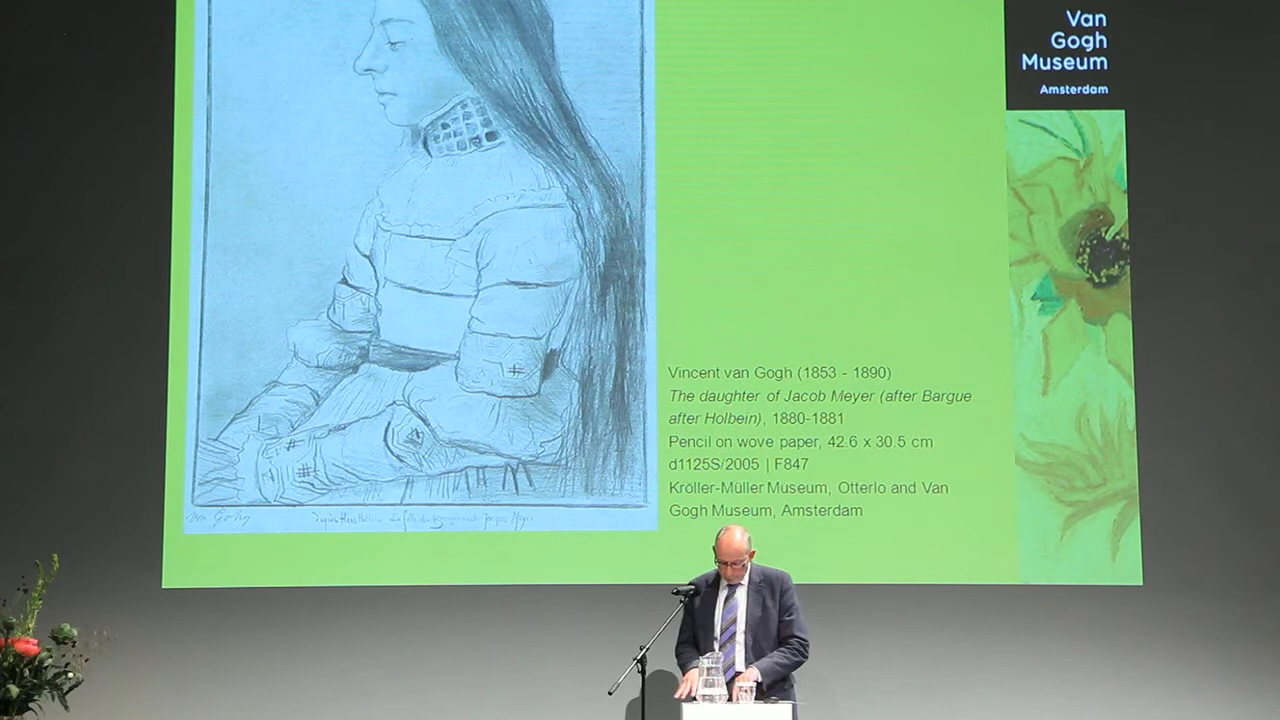 Van
Gogh
Museum
Amsterdam
Vincent van Gogh (1853 - 1890)
The daughter of Jacob Meyer (after Bargue
after Holbein), 1880-1881
Pencil on wove paper, 42.6 x 30.5 cm
d1125S/2005 | F847
Kröller-Müller Museum, Otterlo and Van
Gogh Museum, Amsterdam